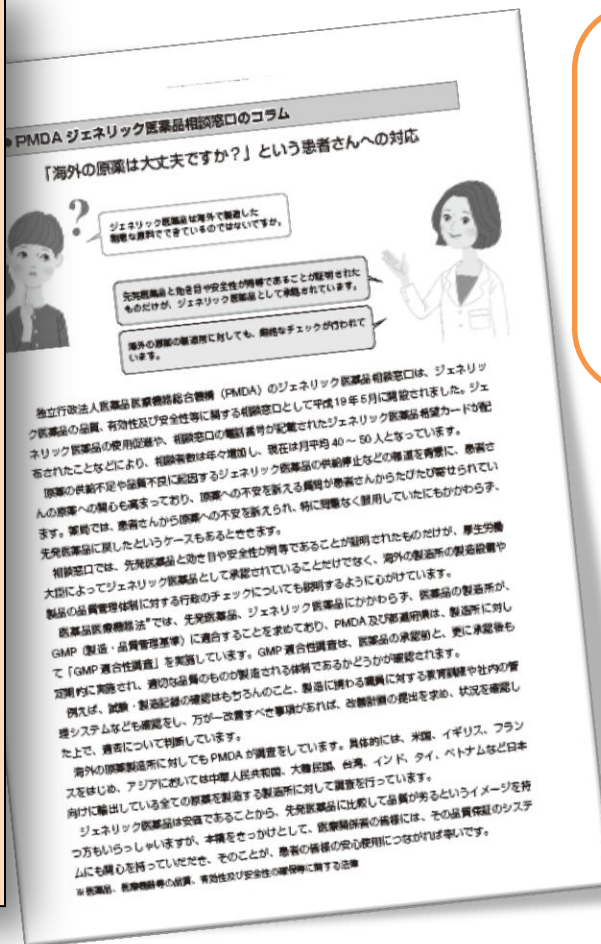 ● PMDA ジェネリック医薬品相談窓口のコラム
「海外の原薬は大丈夫ですか？」という患者さんへの対応
?
ジェネリック医薬品は海外で製造した
粗悪な原料でできているのではないですか。
先発医薬品と効き目や安全性が同等であることが証明された
ものだけが、ジェネリック医薬品として承認されています。
海外の原薬の製造所に対しても、厳格なチェックが行われて
います。
独立行政法人医薬品医療機器総合機構（PMDA）のジェネリック医薬品相談窓口は、ジェネリッ
ク医薬品の品質、有効性及び安全性等に関する相談窓口として平成19年5月に開設されました。ジェ
ネリック医薬品の使用促進や、相談窓口の電話番号が記載されたジェネリック医薬品希望カードが配
布されたことなどにより、相談者数は年々増加し、現在は月平均 40 ～ 50 人となっています。
原薬の供給不足や品質不良に起因するジェネリック医薬品の供給停止などの報道を背景に、患者さ
んの原薬への関心も高まっており、原薬への不安を訴える質問が患者さんからたびたび寄せられてい
ます。薬局では、患者さんから原薬への不安を訴えられ、特に問題なく服用していたにもかかわらず、
先発医薬品に戻したというケースもあるときます。
相談窓口では、先発医薬品と効き目や安全性が同等であることが証明されたものだけが、厚生労働
大臣によってジェネリック医薬品として承認されていることだけでなく、海外の製造所の製造設備や
製品の品質管理体制に対する行政のチェックについても説明するように心がけています。
医薬品医療機器法※では、先発医薬品、ジェネリック医薬品にかかわらず、医薬品の製造所が、
GMP（製造・品質管理基準）に適合することを求めており、PMDA 及び都道府県は、製造所に対し
て「GMP 適合性調査」を実施しています。GMP 適合性調査は、医薬品の承認前と、更に承認後も
定期的に実施され、適切な品質のものが製造される体制であるかどうかが確認されます。
例えば、試験・製造記録の確認はもちろんのこと、製造に携わる職員に対する教育訓練や社内の管
理システムなども確認をし、万が一改善すべき事項があれば、改善計画の提出を求め、状況を確認し
た上で、適否について判断しています。
海外の原薬製造所に対しても PMDA が調査をしています。具体的には、米国、イギリス、フラン
スをはじめ、アジアにおいては中華人民共和国、大韓民国、台湾、インド、タイ、ベトナムなど日本
向けに輸出している全ての原薬を製造する製造所に対して調査を行っています。
ジェネリック医薬品は安価であることから、先発医薬品に比較して品質が劣るというイメージを持
つ方もいらっしゃいますが、本稿をきっかけとして、医療関係者の皆様には、その品質保証のシステ
ムにも関心を持っていただき、そのことが、患者の皆様の安心使用につながれば幸いです。
※医薬品、医療機器等の品質、有効性及び安全性の確保等に関する法律